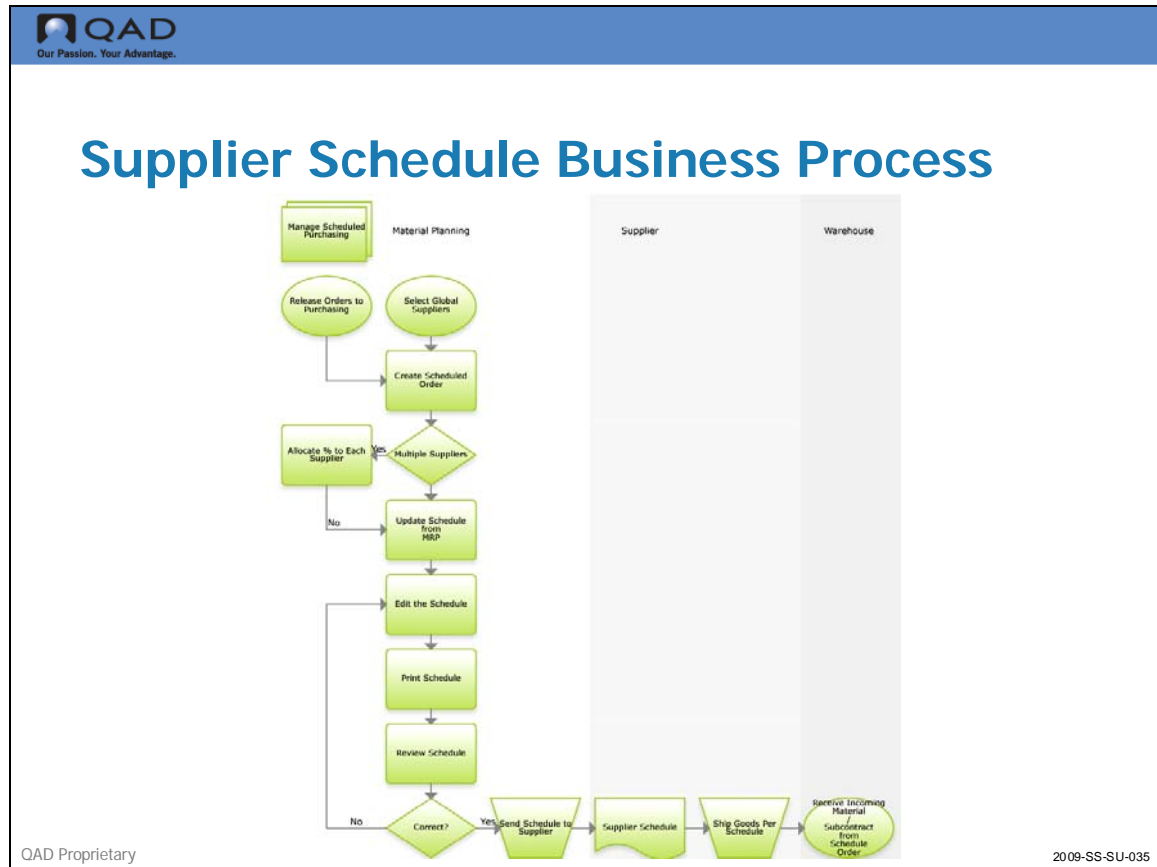 QAD
Our Passion. Your Advantage.
Supplier Schedule Business Process
Manage Scheduled
Purchasing
Material Planning
Supplier
Warehouse
Release Orders to
Purchasing
Select Global
Suppliers
Create Scheduled
Order
Allocate % to Each
Supplier
Yes
Multiple Suppliers
No
Update Schedule
from
MRP
Edit the Schedule
Print Schedule
Review Schedule
No
Correct?
Yes
Send Schedule to
Supplier
Supplier Schedule
Ship Goods Per
Schedule
Receive Incoming
Material
/
Subcontract
from
Schedule
Order
QAD Proprietary
2009-SS-SU-035